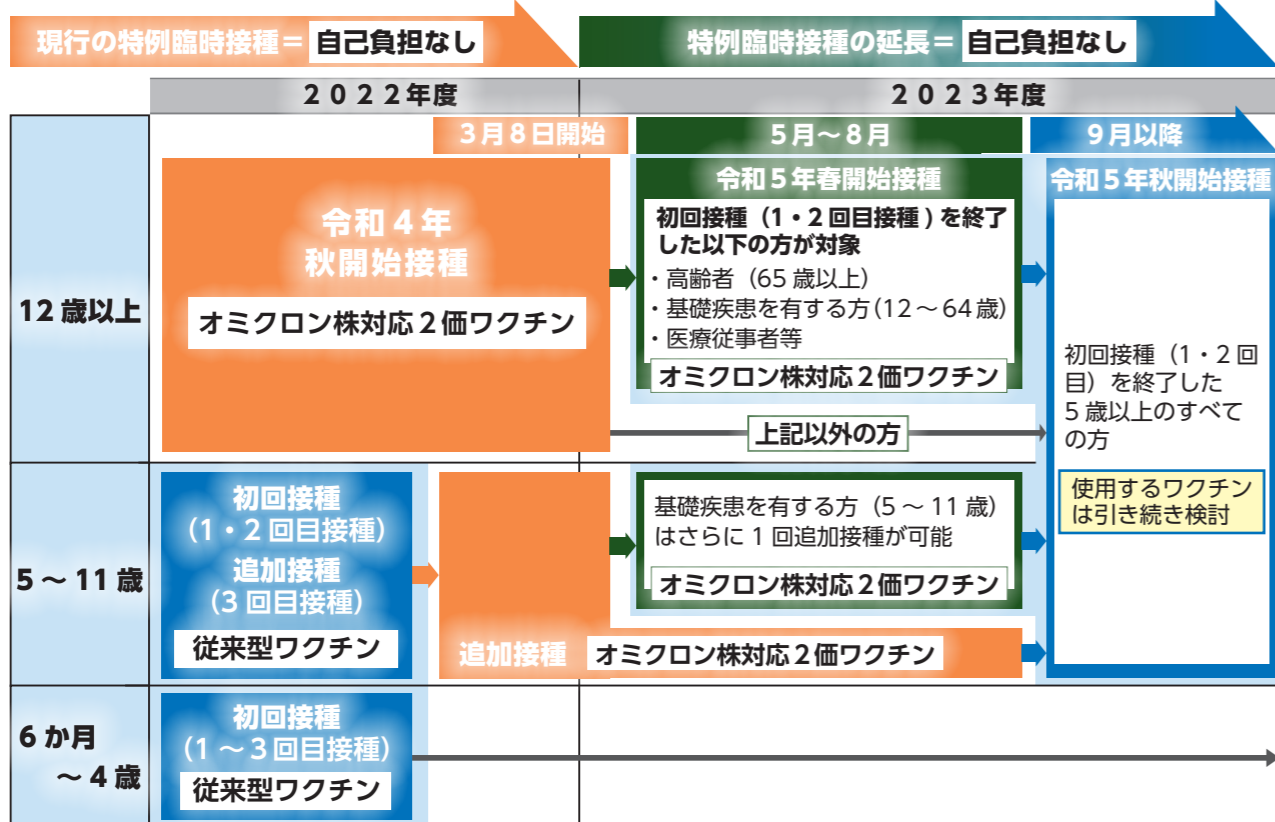 現行の特例臨時接種＝ 自己負担なし
特例臨時接種の延長＝ 自己負担なし
２０２２年度
２０２３年度
３月８日開始
５月～８月
９月以降
12 歳以上
令和４年
秋開始接種
オミクロン株対応２価ワクチン
令和５年春開始接種
初回接種（1・2 回目接種 ) を終了
した以下の方が対象
・高齢者（65 歳以上）
・基礎疾患を有する方（12 ～ 64 歳）
・医療従事者等
オミクロン株対応２価ワクチン
上記以外の方
令和５年秋開始接種
初回接種（1・2 回
目）を終了した
5 歳以上のすべて
の方
使用するワクチン
は引き続き検討
5 ～ 11 歳
初回接種
（1・2 回目接種）
追加接種
（3 回目接種）
従来型ワクチン
基礎疾患を有する方（5 ～ 11 歳）
はさらに 1 回追加接種が可能
オミクロン株対応２価ワクチン
追加接種 オミクロン株対応２価ワクチン
6 か月
～ 4 歳
初回接種
（1 ～ 3 回目接種）
従来型ワクチン